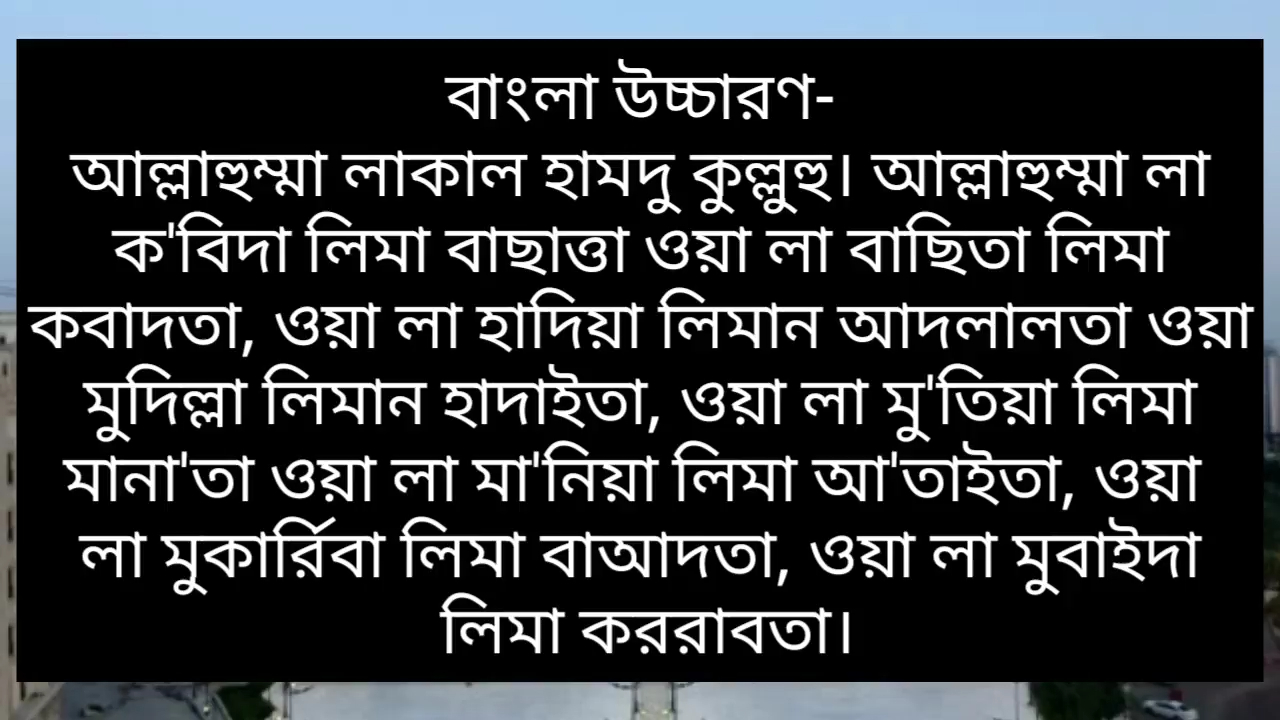 বাংলা উচ্চারণ-
আল্লাহুম্মা লাকাল হামদু কুল্লুহু। আল্লাহুম্মা লা
ক'বিদা লিমা বাছাত্তা ওয়া লা বাছিতা লিমা
কবাদতা, ওয়া লা হাদিয়া লিমান আদলালতা ওয়া
মুদিল্লা লিমান হাদাইতা, ওয়া লা মু'তিয়া লিমা
মানা'তা ওয়া লা মা'নিয়া লিমা আ'তাইতা, ওয়া
লা মুকার্রিবা লিমা বাআদতা, ওয়া লা মুবাইদা
লিমা কররাবতা।